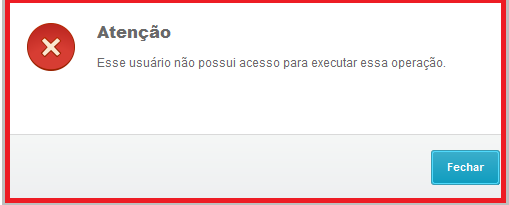 Atenção
Esse usuário não possui acesso para executar essa operação.
Fechar